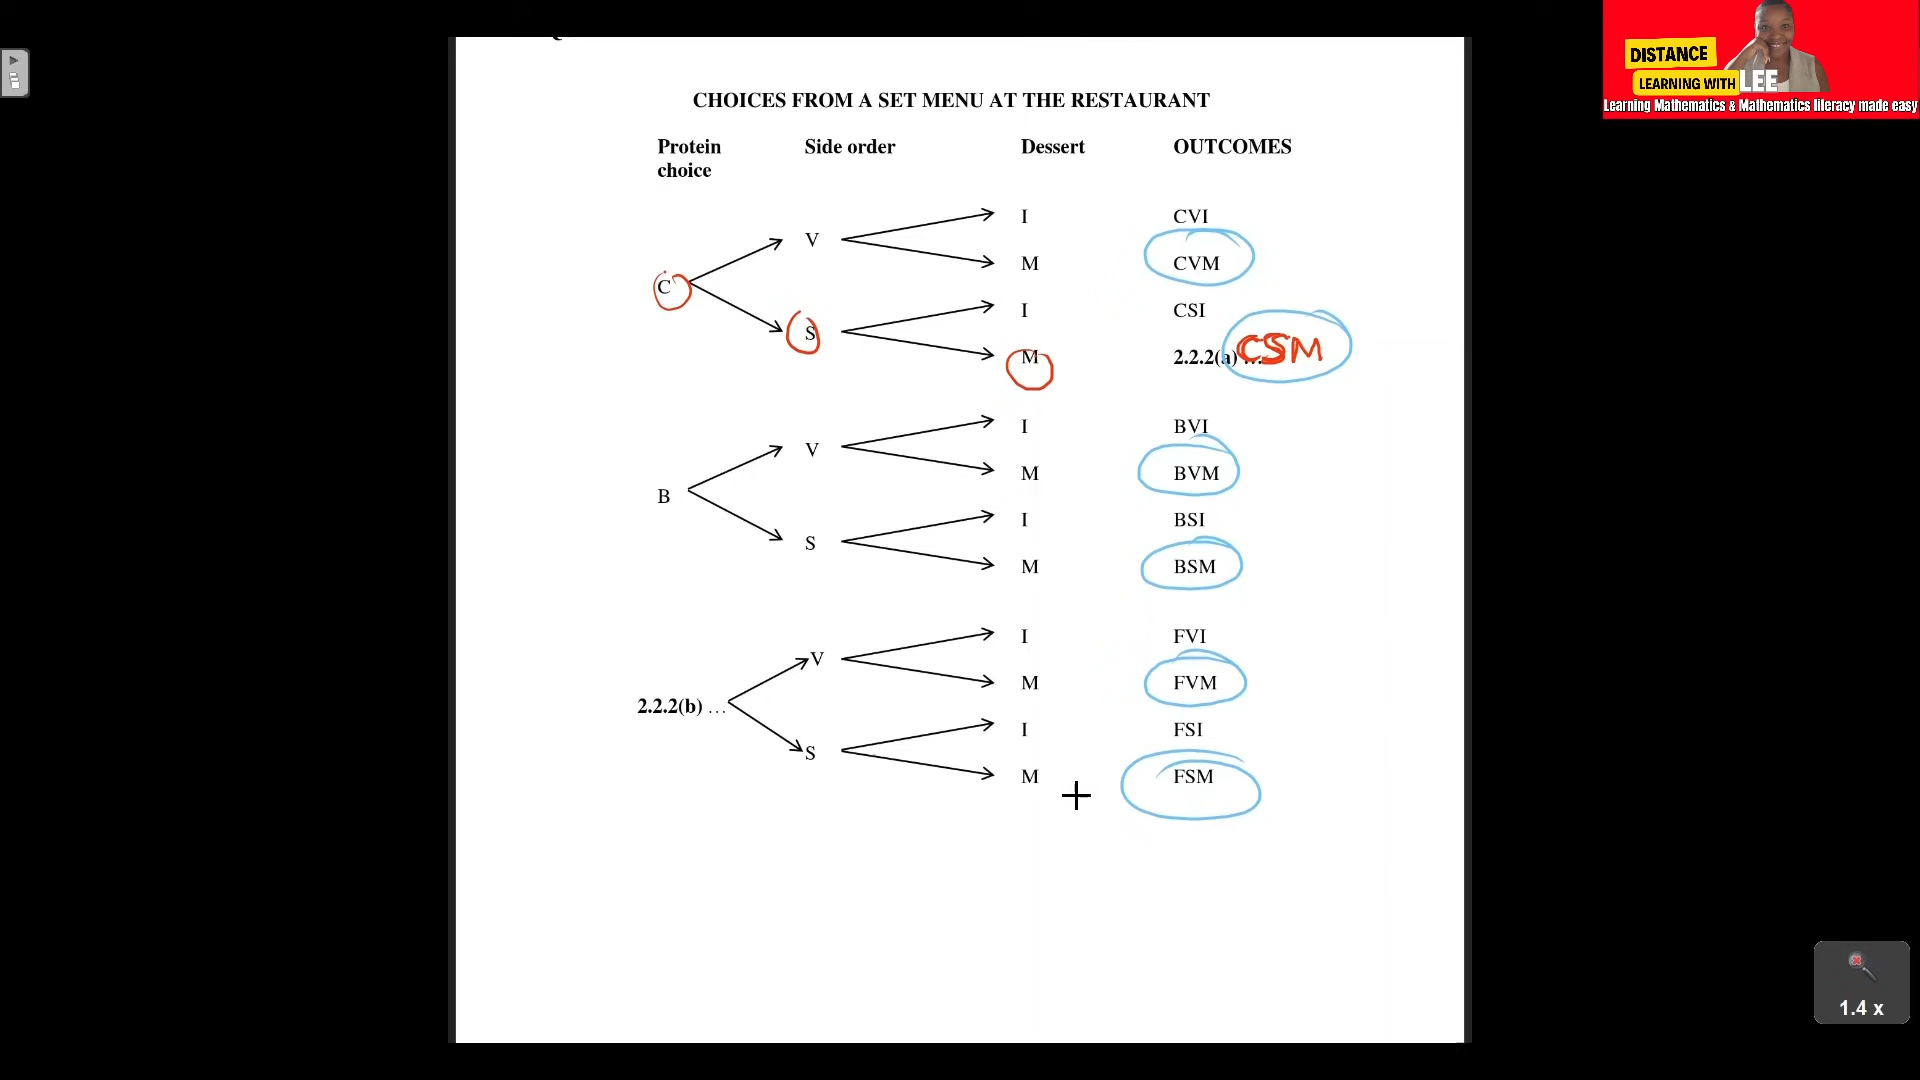 DISTANCE
LEARNING WITH LEE
Learning Mathematics & Mathematics literacy made easy
CHOICES FROM A SET MENU AT THE RESTAURANT
Protein choice Side order Dessert OUTCOMES
I CVI
V
M CVM
C
I CSI
S
M 2.2.2(a) ... CSM
I BVI
V
M BVM
B
I BSI
S
M BSM
I FVI
V
M FVM
2.2.2(b) ...
I FSI
S
M FSM
1.4 x